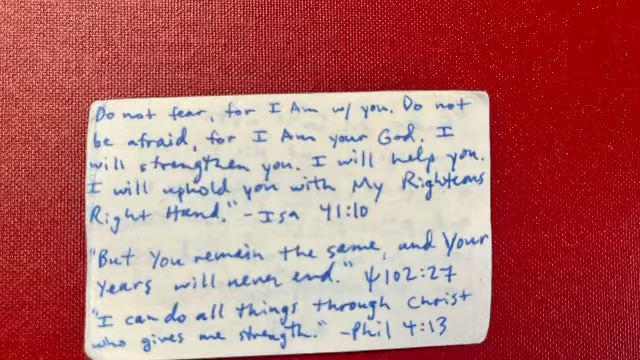 Do not fear, for I Am w/ you. Do not
be afraid, for I Am your God. I
will strengthen you. I will help you.
I will uphold you with My Righteous
Right Hand." - Isa 41:10
"But You remain the same, and Your
Years will never end." ψ102:27
"I can do all things through Christ
who gives me strength." - Phil 4:13